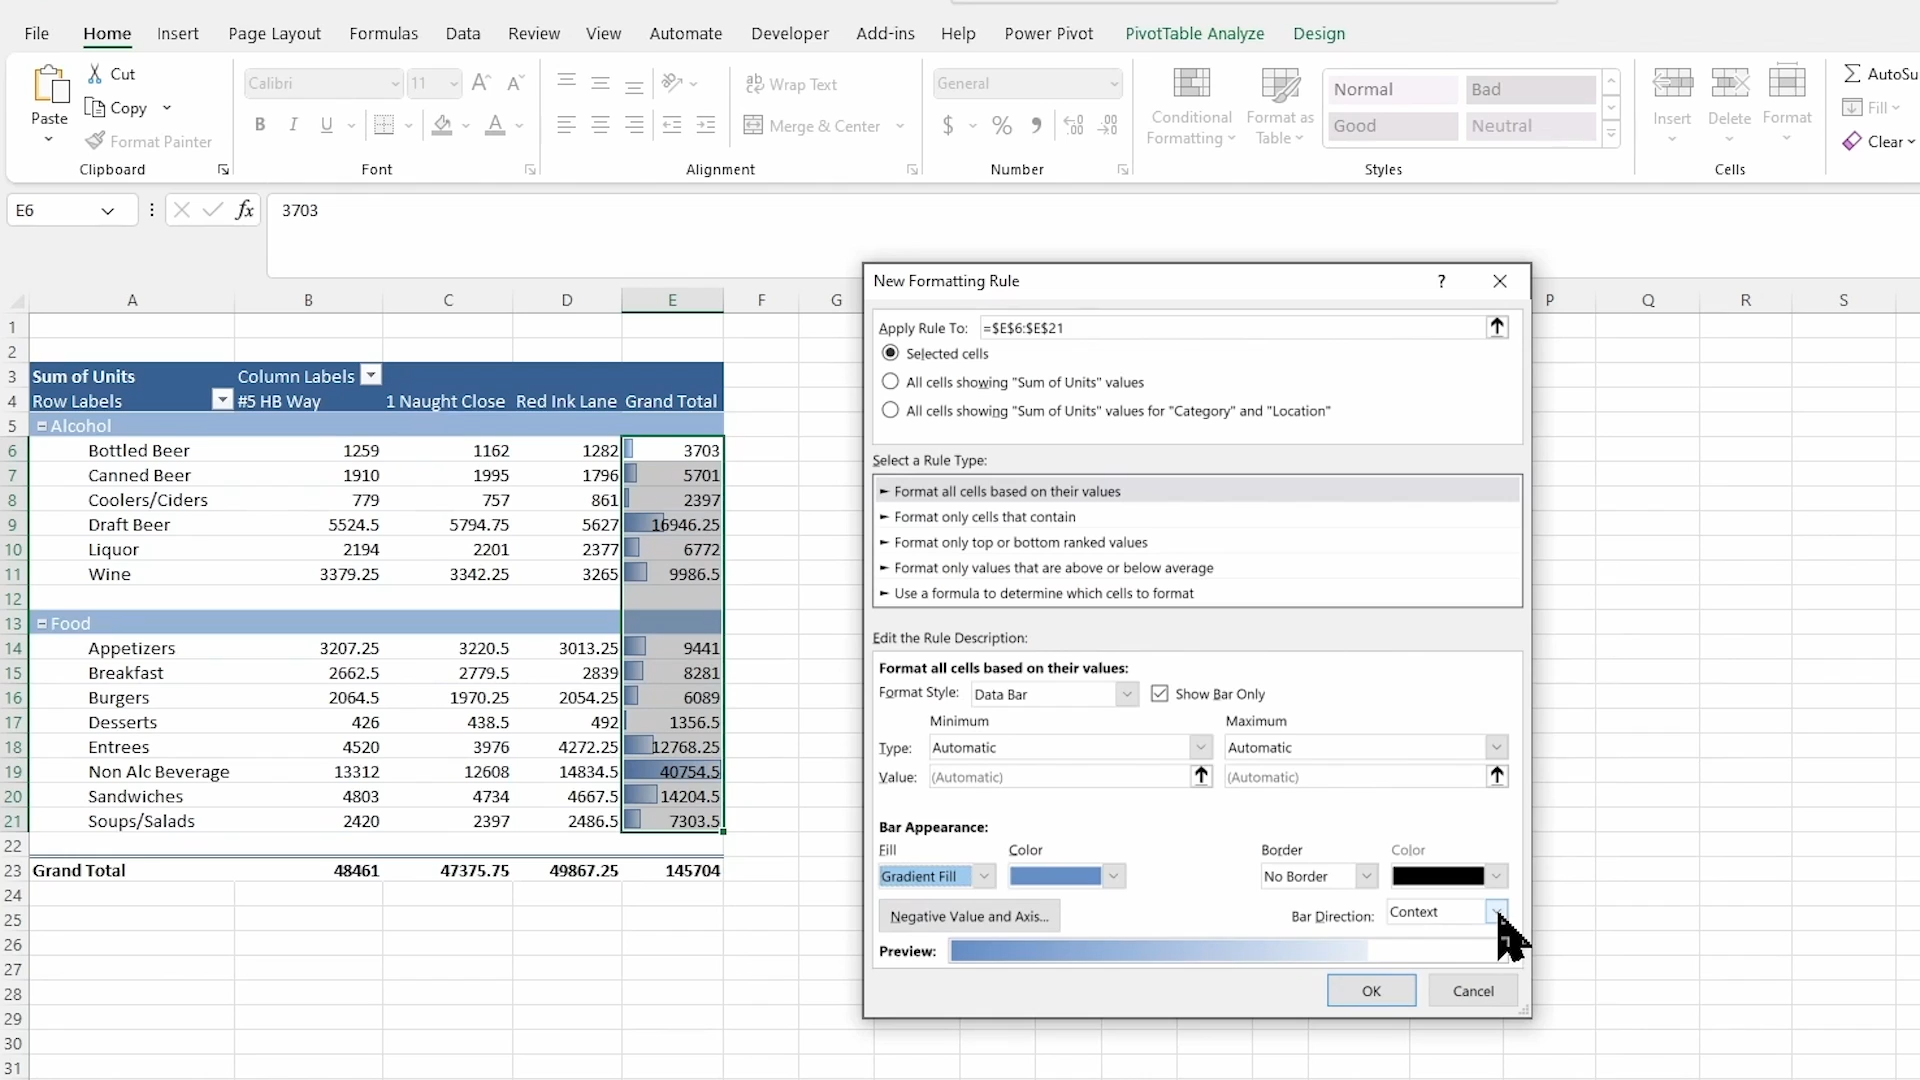 File Home Insert Page Layout Formulas Data Review View Automate Developer Add-ins Help Power Pivot PivotTable Analyze Design
Paste
Cut
Copy
Format Painter
Clipboard
Calibri 11
B I U
Font
Wrap Text
Merge & Center
Alignment
General
$ % 9
Number
Conditional Formatting
Format as Table
Normal Bad
Good Neutral
Styles
Insert Delete Format
Cells
AutoSu
Fill
Clear
E6 fx 3703
A B C D E F G P Q R S
1
2
3 Sum of Units Column Labels
4 Row Labels #5 HB Way 1 Naught Close Red Ink Lane Grand Total
5 Alcohol
6 Bottled Beer 1259 1162 1282 3703
7 Canned Beer 1910 1995 1796 5701
8 Coolers/Ciders 779 757 861 2397
9 Draft Beer 5524.5 5794.75 5627 16946.25
10 Liquor 2194 2201 2377 6772
11 Wine 3379.25 3342.25 3265 9986.5
12
13 Food
14 Appetizers 3207.25 3220.5 3013.25 9441
15 Breakfast 2662.5 2779.5 2839 8281
16 Burgers 2064.5 1970.25 2054.25 6089
17 Desserts 426 438.5 492 1356.5
18 Entrees 4520 3976 4272.25 12768.25
19 Non Alc Beverage 13312 12608 14834.5 40754.5
20 Sandwiches 4803 4734 4667.5 14204.5
21 Soups/Salads 2420 2397 2486.5 7303.5
22
23 Grand Total 48461 47375.75 49867.25 145704
24
25
26
27
28
29
30
31
New Formatting Rule ?
Apply Rule To: =$E$6:$E$21
Selected cells
All cells showing "Sum of Units" values
All cells showing "Sum of Units" values for "Category" and "Location"
Select a Rule Type:
► Format all cells based on their values
► Format only cells that contain
► Format only top or bottom ranked values
► Format only values that are above or below average
► Use a formula to determine which cells to format
Edit the Rule Description:
Format all cells based on their values:
Format Style: Data Bar Show Bar Only
Minimum Maximum
Type: Automatic Automatic
Value: (Automatic) (Automatic)
Bar Appearance:
Fill Color Border Color
Gradient Fill No Border
Negative Value and Axis... Bar Direction: Context
Preview:
OK Cancel